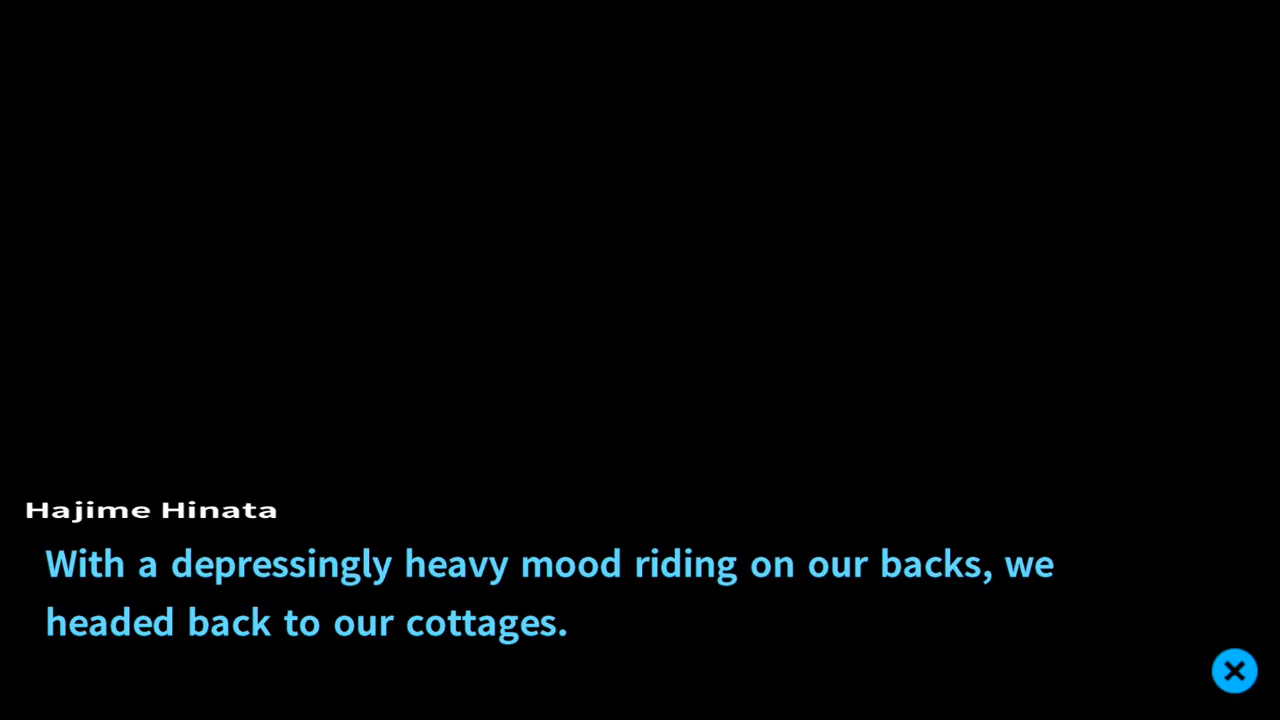 Hajime Hinata
With a depressingly heavy mood riding on our backs, we
headed back to our cottages.